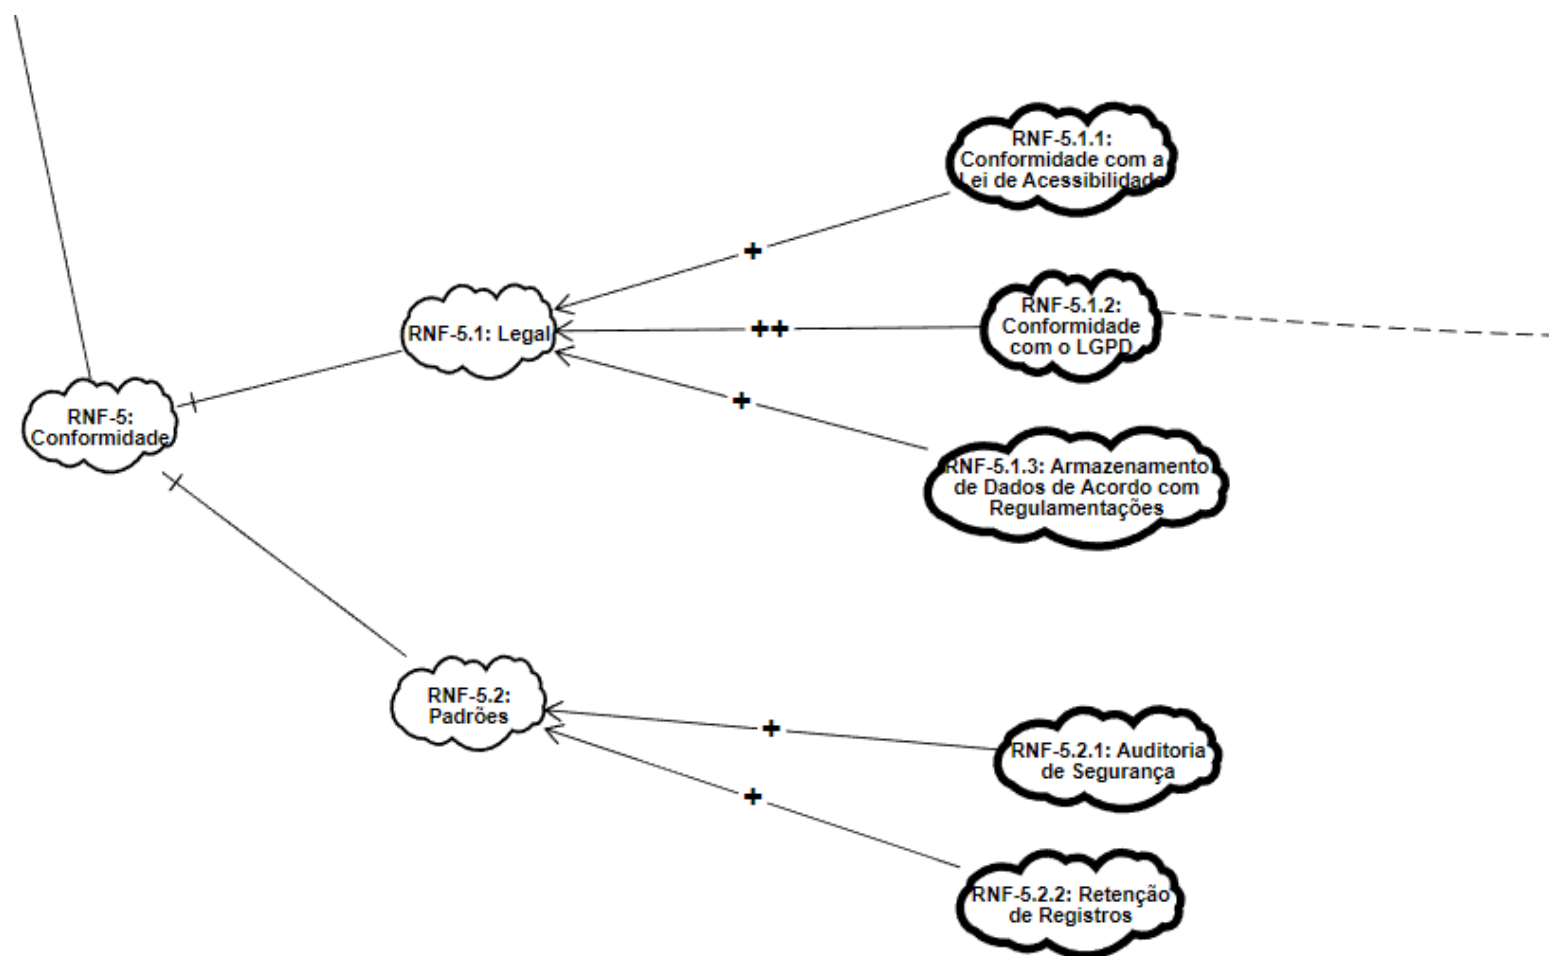 RNF-5.1.1:
Conformidade com a
Lei de Acessibilidade
+
RNF-5.1.2:
Conformidade
com o LGPD
++
RNF-5.1: Legal
+
RNF-5:
Conformidade
RNF-5.1.3: Armazenamento
de Dados de Acordo com
Regulamentações
RNF-5.2:
Padrões
+
RNF-5.2.1: Auditoria
de Segurança
+
RNF-5.2.2: Retenção
de Registros